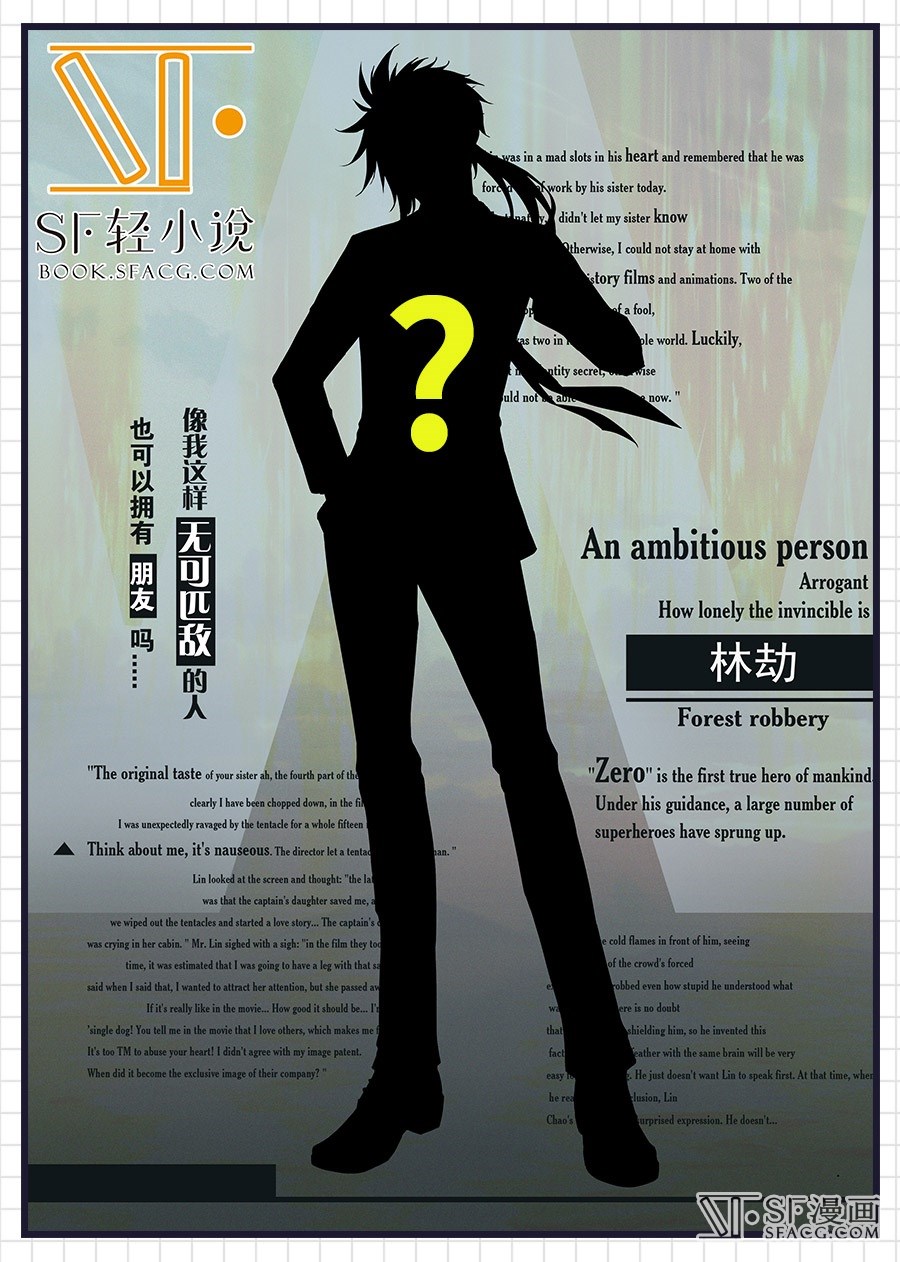 SF轻小说
BOOK.SFACG.COM
was in a mad slots in his heart and remembered that he was
of work by his sister today.
didn't let my sister know
Otherwise, I could not stay at home with
films and animations. Two of the
of a fool,
was two in world. Luckily,
secret,
not now. "
像我这样无可匹敌的人
也可以拥有朋友吗……
?
An ambitious person
Arrogant
How lonely the invincible is
林劫
Forest robbery
"Zero" is the first true hero of mankind.
Under his guidance, a large number of
superheroes have sprung up.
"The original taste of your sister ah, the fourth part of the
clearly I have been chopped down, in the
I was unexpectedly ravaged by the tentacle for a whole fifteen
Think about me, it's nauseous. The director let a "
Lin looked at the screen and thought: "the
was that the captain's daughter saved me,
we wiped out the tentacles and started a love story... The captain's
was crying in her cabin. " Mr. Lin sighed with a sigh: "in the film they
time, it was estimated that I was going to have a leg with that
said when I said that, I wanted to attract her attention, but she passed
If it's really like in the movie... How good it should be...
'single dog! You tell me in the movie that I love others, which makes me
It's too TM to abuse your heart! I didn't agree with my image patent.
When did it become the exclusive image of their company? "
cold flames in front of him, seeing
of the crowd's forced
robbed even how stupid he understood what
is no doubt
that shielding him, so he invented this
feather with the same brain will be very
easy He just doesn't want Lin to speak first. At that time, when
he Lin
Chao's surprised expression. He doesn't...
SF漫画
SFACG.COM